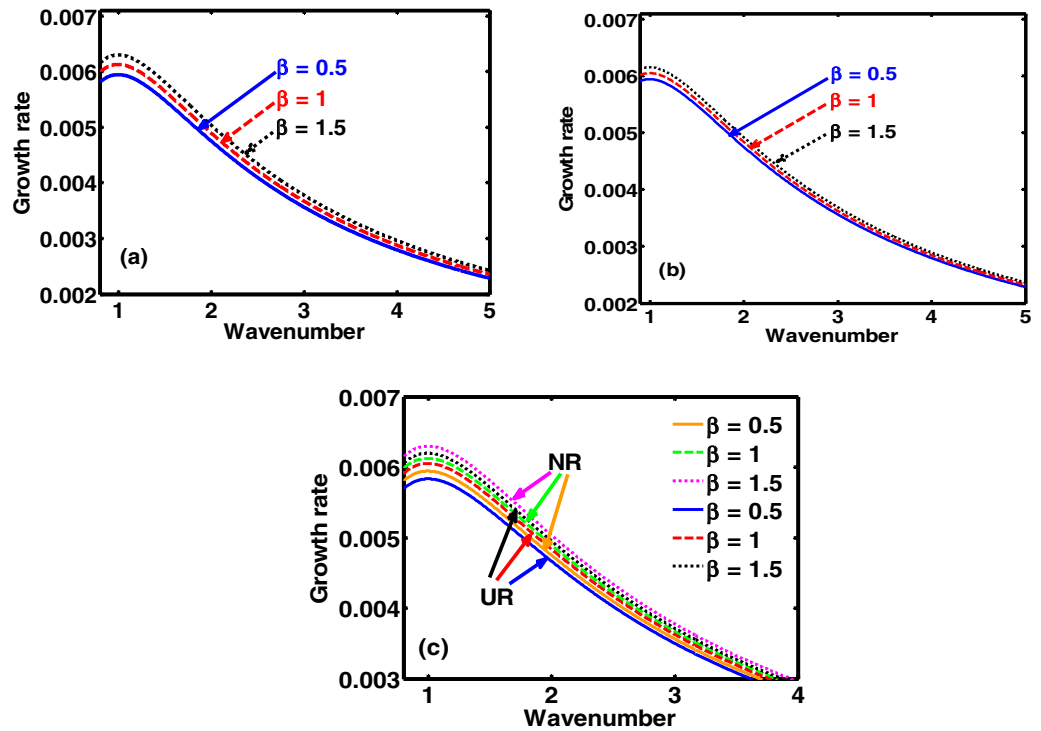 0.007
0.006
0.005
0.004
0.003
0.002
Growth rate
β = 0.5
β = 1
β = 1.5
(a)
1 2 3 4 5
Wavenumber
0.007
0.006
0.005
0.004
0.003
0.002
Growth rate
β = 0.5
β = 1
β = 1.5
(b)
1 2 3 4 5
Wavenumber
0.007
0.006
0.005
0.004
0.003
Growth rate
NR
UR
β = 0.5
β = 1
β = 1.5
β = 0.5
β = 1
β = 1.5
(c)
1 2 3 4
Wavenumber